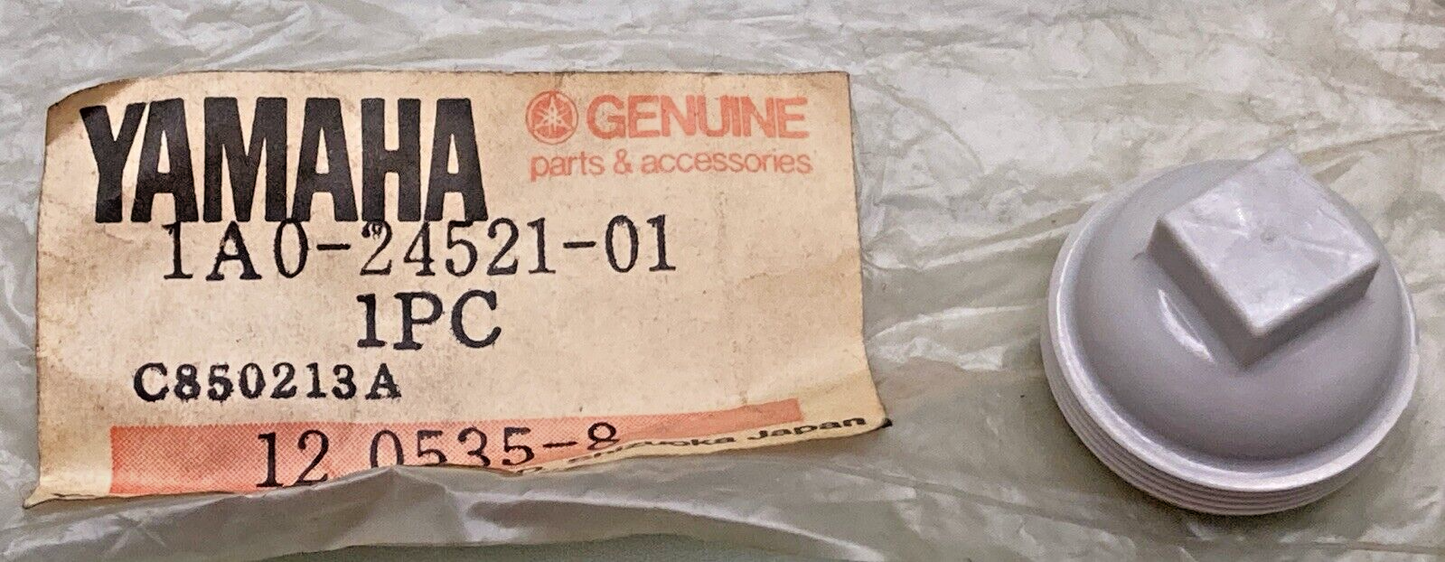 YAMAHA
GENUINE
parts & accessories
1A0-24521-01
1PC
C850213A
12 0535-8
Japan